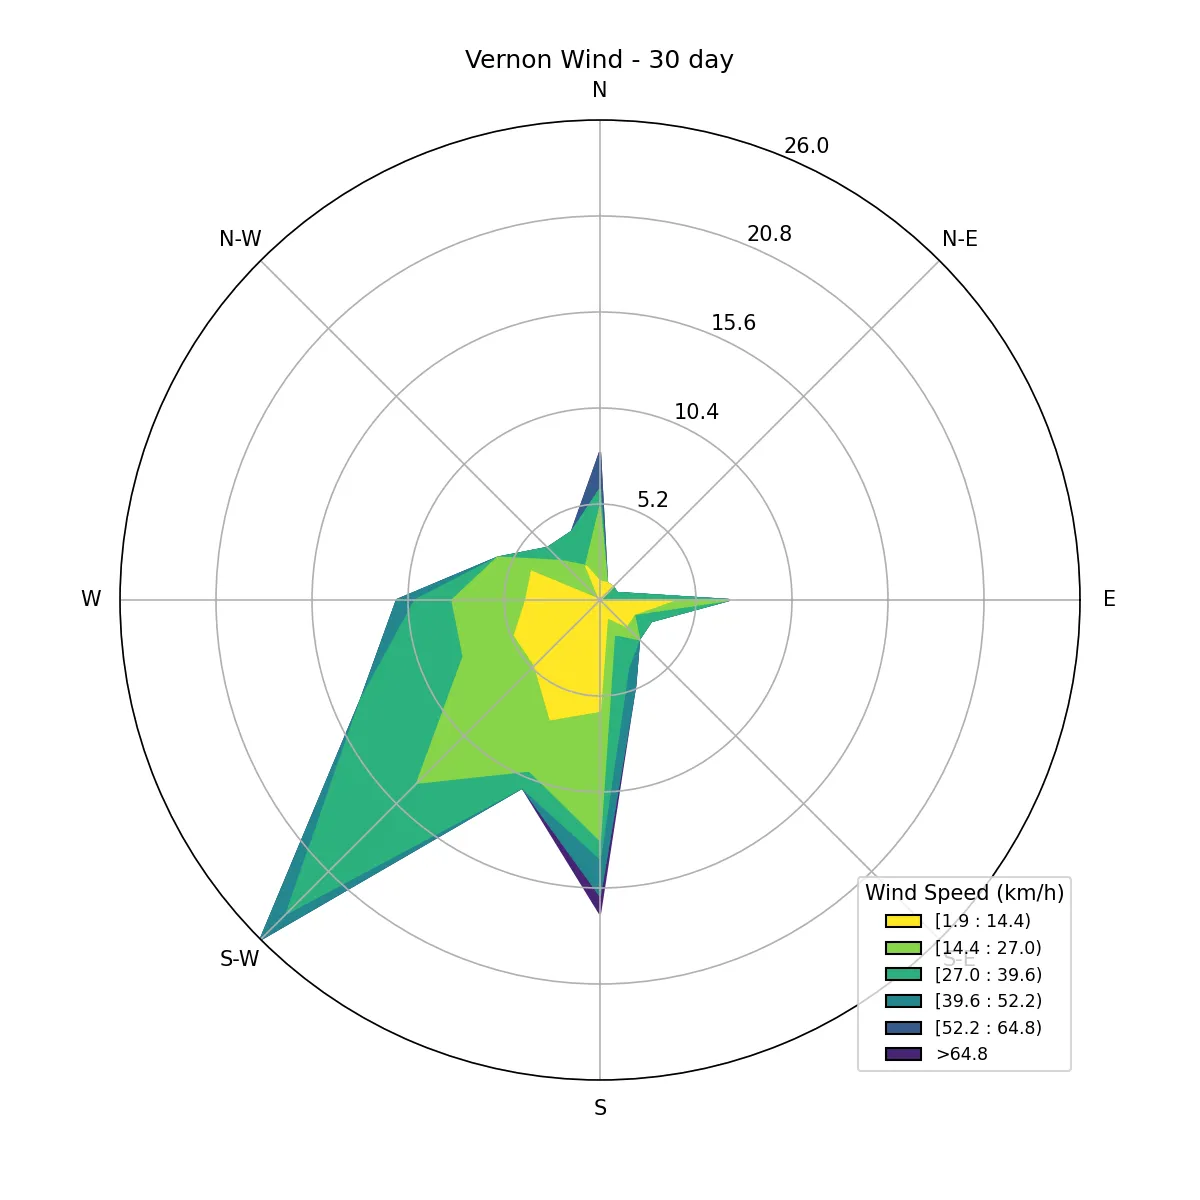 Vernon Wind - 30 day
N
26.0
20.8
N-W
N-E
15.6
10.4
5.2
W
E
S-W
S-E
Wind Speed (km/h)
[1.9 : 14.4)
[14.4 : 27.0)
[27.0 : 39.6)
[39.6 : 52.2)
[52.2 : 64.8)
>64.8
S